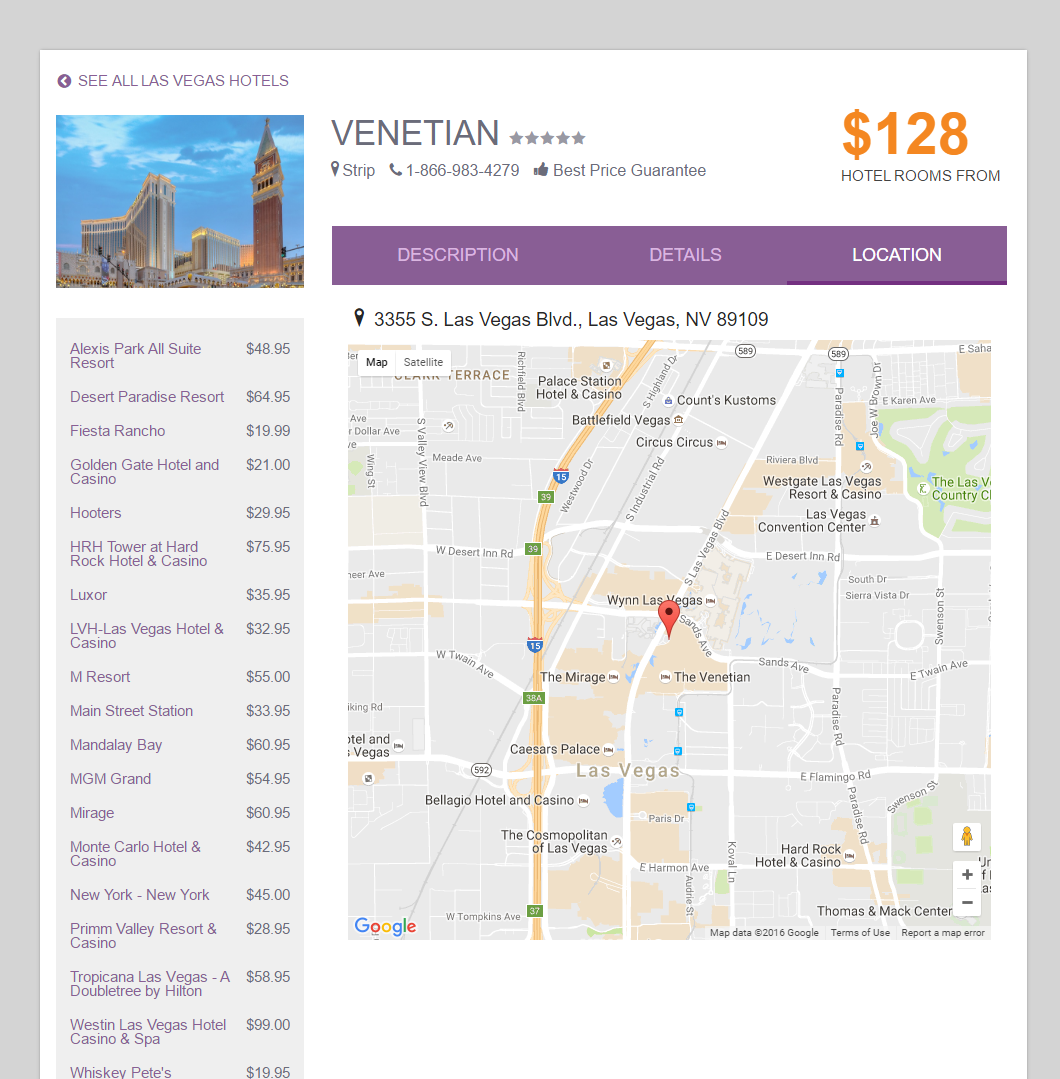 SEE ALL LAS VEGAS HOTELS
VENETIAN
Strip 1-866-983-4279 Best Price Guarantee
$128
HOTEL ROOMS FROM
DESCRIPTION DETAILS LOCATION
3355 S. Las Vegas Blvd., Las Vegas, NV 89109
Alexis Park All Suite $48.95
Resort
Desert Paradise Resort $64.95
Fiesta Rancho $19.99
Golden Gate Hotel and $21.00
Casino
Hooters $29.95
HRH Tower at Hard $75.95
Rock Hotel & Casino
Luxor $35.95
LVH-Las Vegas Hotel & $32.95
Casino
M Resort $55.00
Main Street Station $33.95
Mandalay Bay $60.95
MGM Grand $54.95
Mirage $60.95
Monte Carlo Hotel & $42.95
Casino
New York - New York $45.00
Primm Valley Resort & $28.95
Casino
Tropicana Las Vegas - A $58.95
Doubletree by Hilton
Westin Las Vegas Hotel $99.00
Casino & Spa
Whiskey Pete's $19.95
Map Satellite
TERRACE
Richfield Blvd
Palace Station
Hotel & Casino
S Highland Dr
589
589
E Saha
Count's Kustoms
Battlefield Vegas
Circus Circus
Paradise Rd
Joe W Brown Dr
E Karen Ave
Ave
r Dollar Ave
ve
Wing St
S Valley View Blvd
Meade Ave
15
39
Westwood Dr
S Industrial Rd
Riviera Blvd
Westgate Las Vegas
Resort & Casino
The Las V
Country Cl
Las Vegas
Convention Center
S Las Vegas Blvd
W Desert Inn Rd
39
E Desert Inn Rd
neer Ave
South Dr
Sierra Vista Dr
Swenson St
Wynn Las Vegas
Sands Ave
15
W Twain Ave
Sands Ave
E Twain Ave
The Mirage
The Venetian
38A
Paradise Rd
iking Rd
otel and
s Vegas
Caesars Palace
592
Las Vegas
E Flamingo Rd
Swenson St
Bellagio Hotel and Casino
Paris Dr
Paradise Rd
The Cosmopolitan
of Las Vegas
Koval Ln
Hard Rock
Hotel & Casino
E Harmon Ave
Audrie St
37
W Tompkins Ave
Thomas & Mack Center
Google
Map data ©2016 Google Terms of Use Report a map error